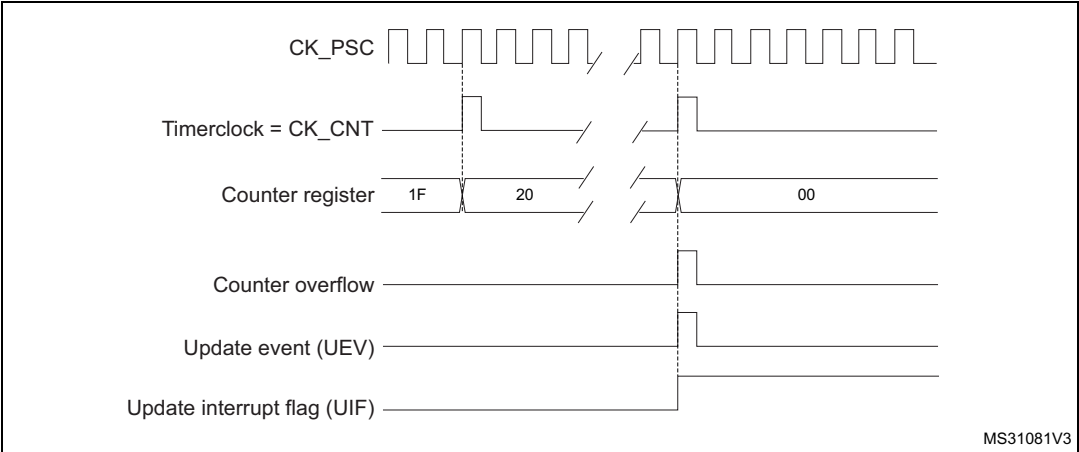 CK_PSC
Timerclock = CK_CNT
Counter register 1F 20 00
Counter overflow
Update event (UEV)
Update interrupt flag (UIF)
MS31081V3